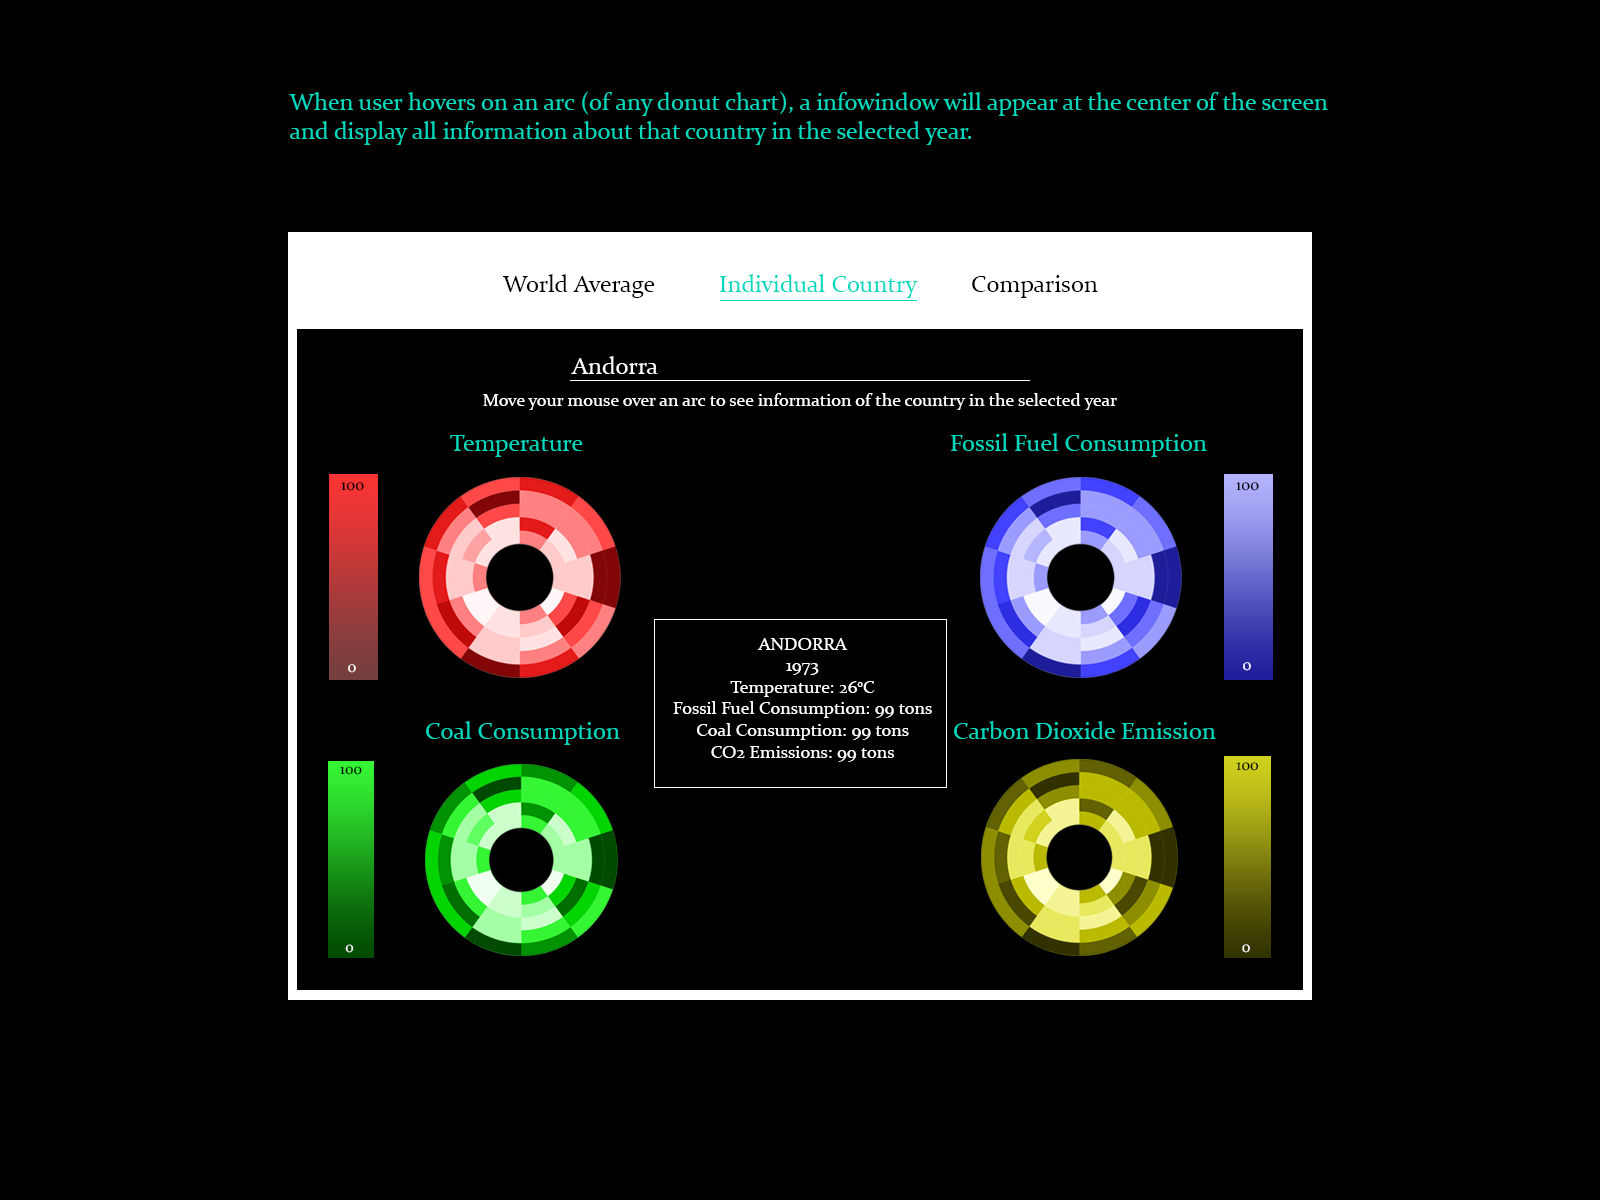 When user hovers on an arc (of any donut chart), a infowindow will appear at the center of the screen
and display all information about that country in the selected year.
World Average Individual Country Comparison
Andorra
Move your mouse over an arc to see information of the country in the selected year
Temperature Fossil Fuel Consumption
100 100
0 0
ANDORRA
1973
Temperature: 26ºC
Fossil Fuel Consumption: 99 tons
Coal Consumption: 99 tons
CO2 Emissions: 99 tons
Coal Consumption Carbon Dioxide Emission
100 100
0 0